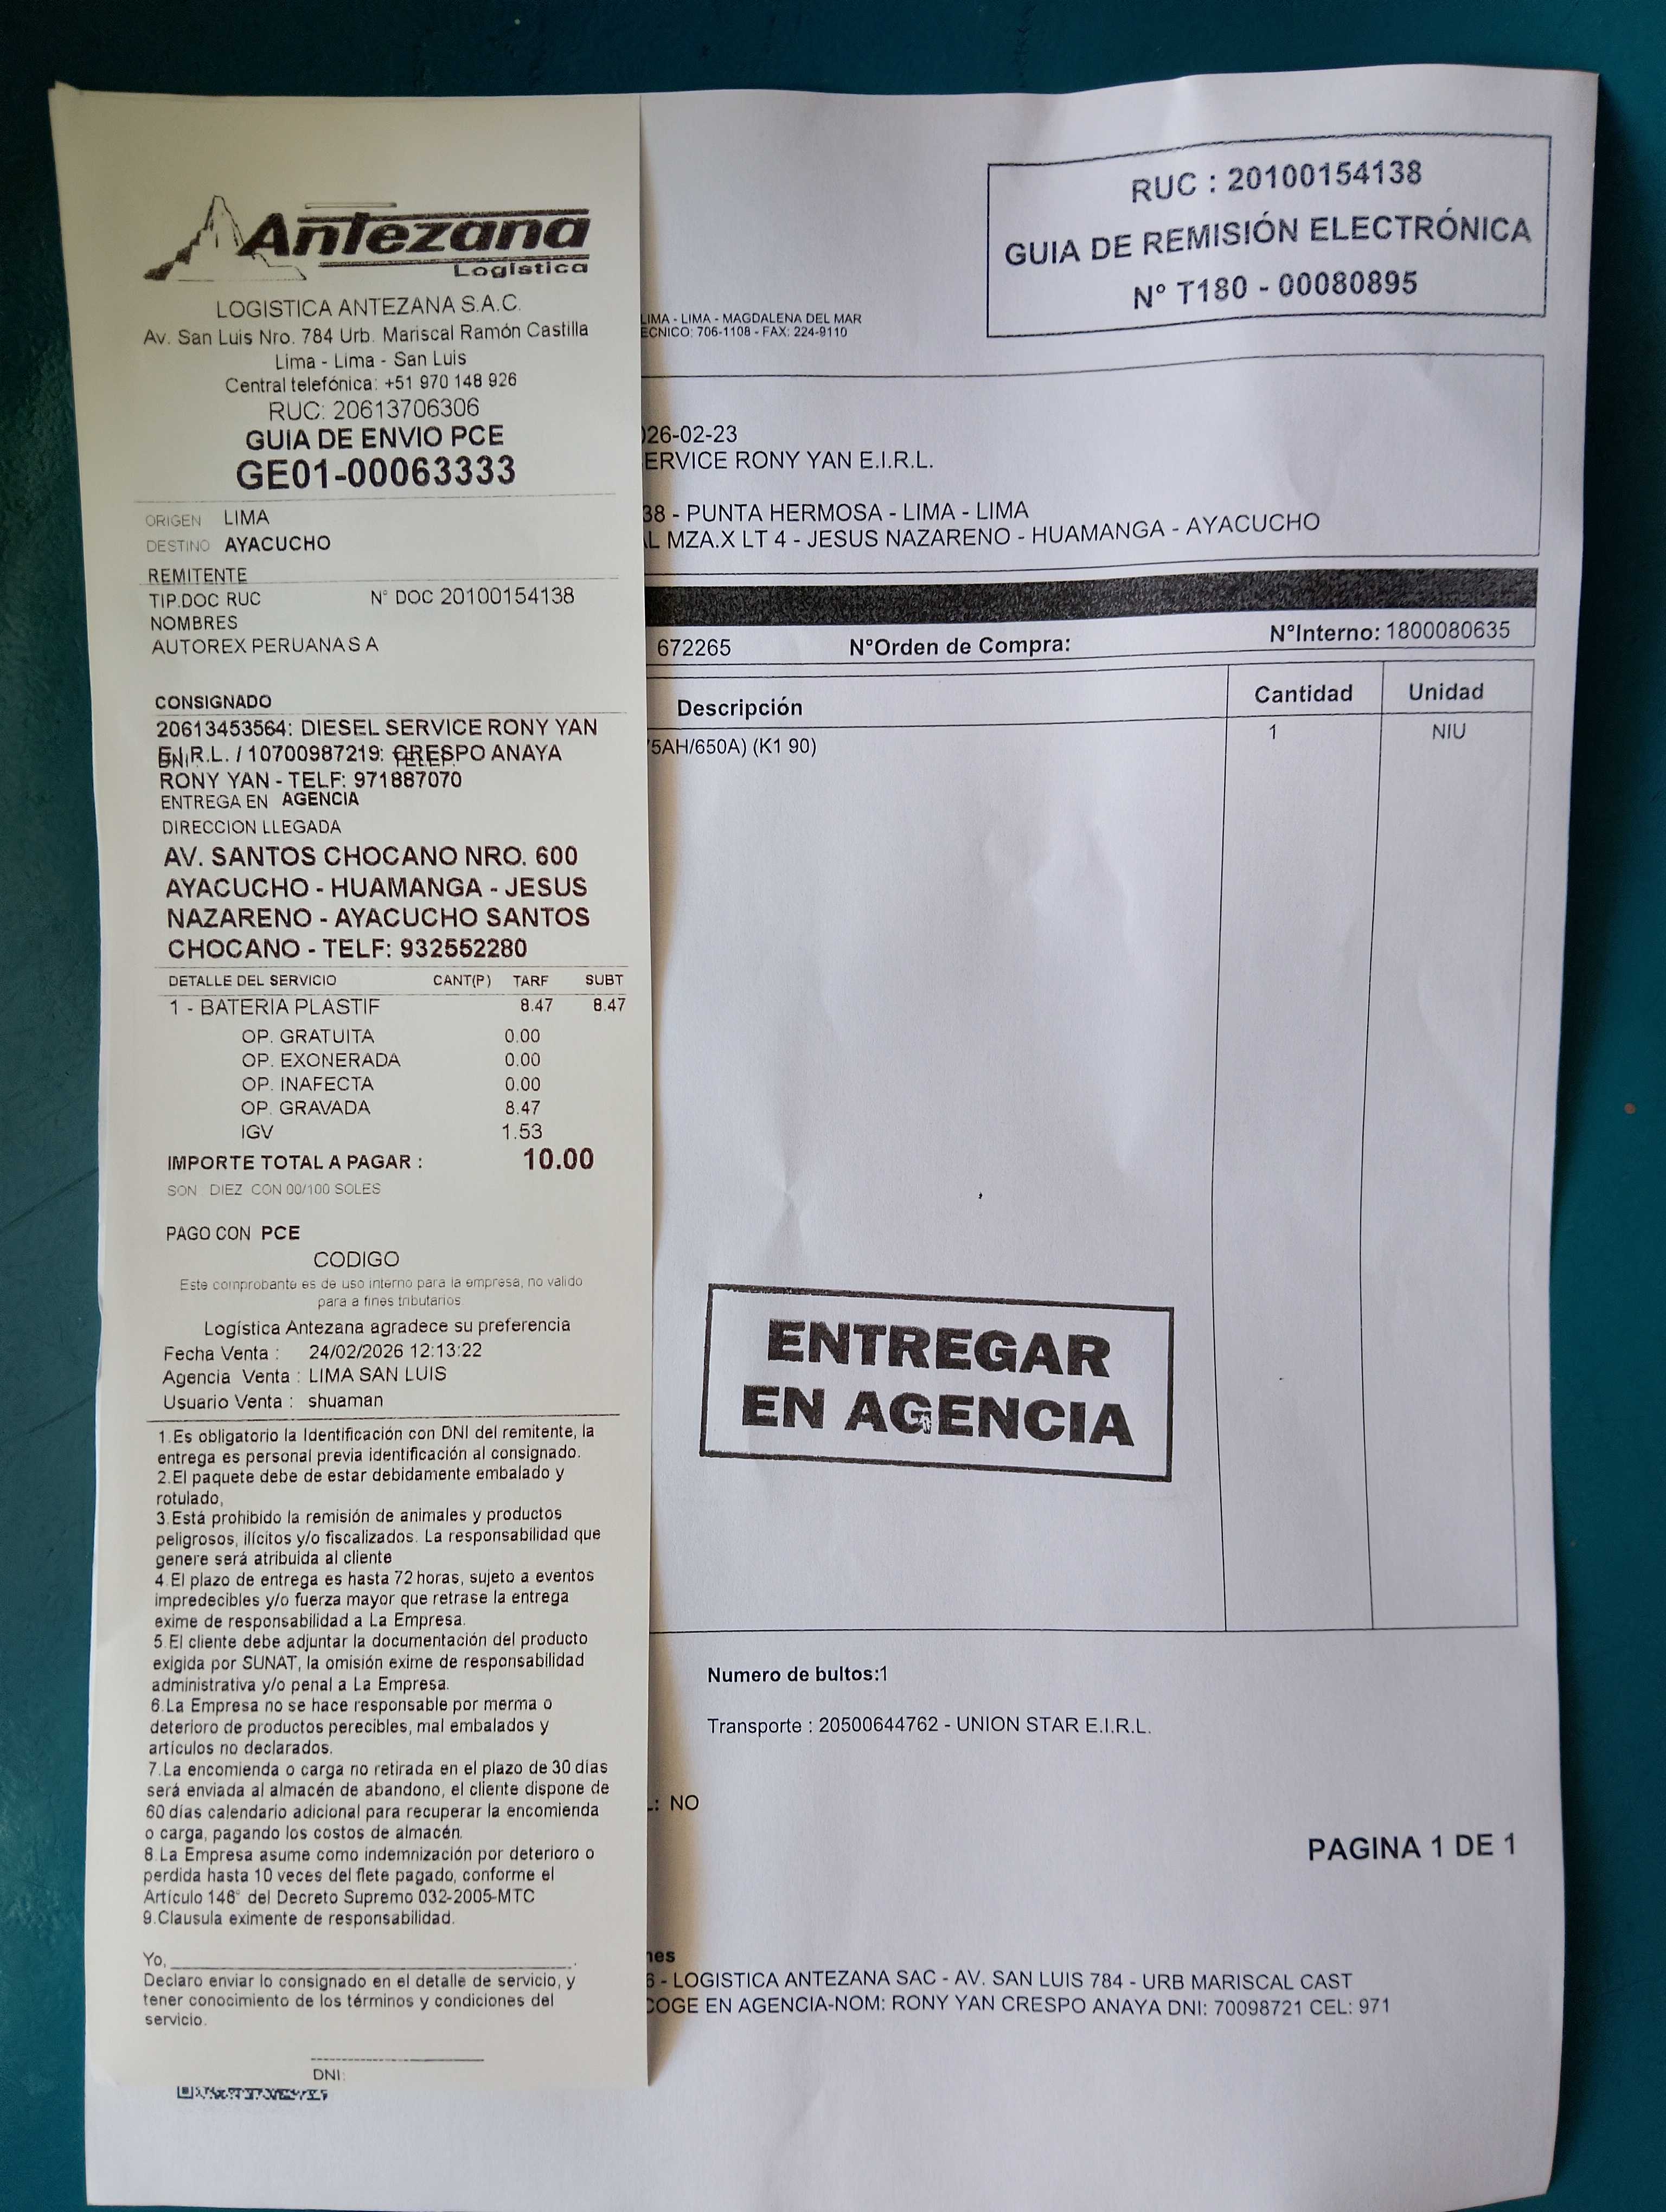 Antezana
Logística
LOGISTICA ANTEZANA S.A.C.
Av. San Luis Nro. 784 Urb. Mariscal Ramón Castilla
Lima - Lima - San Luis
Central telefónica: +51 970 148 926
RUC: 20613706306
GUIA DE ENVIO PCE
GE01-00063333
ORIGEN LIMA
DESTINO AYACUCHO
REMITENTE
TIP.DOC RUC N° DOC 20100154138
NOMBRES
AUTOREX PERUANA S A
CONSIGNADO
20613453564: DIESEL SERVICE RONY YAN
E.I.R.L. / 10700987219: CRESPO ANAYA
RONY YAN - TELF: 971887070
ENTREGA EN AGENCIA
DIRECCION LLEGADA
AV. SANTOS CHOCANO NRO. 600
AYACUCHO - HUAMANGA - JESUS
NAZARENO - AYACUCHO SANTOS
CHOCANO - TELF: 932552280
DETALLE DEL SERVICIO CANT(P) TARF SUBT
1 - BATERIA PLASTIF 8.47 8.47
OP. GRATUITA 0.00
OP. EXONERADA 0.00
OP. INAFECTA 0.00
OP. GRAVADA 8.47
IGV 1.53
IMPORTE TOTAL A PAGAR : 10.00
SON : DIEZ CON 00/100 SOLES
PAGO CON PCE
CODIGO
Este comprobante es de uso interno para la empresa, no valido
para a fines tributarios
Logística Antezana agradece su preferencia
Fecha Venta : 24/02/2026 12:13:22
Agencia Venta : LIMA SAN LUIS
Usuario Venta : shuaman
1.Es obligatorio la Identificación con DNI del remitente, la
entrega es personal previa identificación al consignado.
2.El paquete debe de estar debidamente embalado y
rotulado,
3.Está prohibido la remisión de animales y productos
peligrosos, ilícitos y/o fiscalizados. La responsabilidad que
genere será atribuida al cliente
4.El plazo de entrega es hasta 72 horas, sujeto a eventos
impredecibles y/o fuerza mayor que retrase la entrega
exime de responsabilidad a La Empresa.
5.El cliente debe adjuntar la documentación del producto
exigida por SUNAT, la omisión exime de responsabilidad
administrativa y/o penal a La Empresa.
6.La Empresa no se hace responsable por merma o
deterioro de productos perecibles, mal embalados y
artículos no declarados.
7.La encomienda o carga no retirada en el plazo de 30 días
será enviada al almacén de abandono, el cliente dispone de
60 días calendario adicional para recuperar la encomienda
o carga, pagando los costos de almacén.
8.La Empresa asume como indemnización por deterioro o
perdida hasta 10 veces del flete pagado, conforme el
Artículo 146° del Decreto Supremo 032-2005-MTC
9.Clausula eximente de responsabilidad.
Yo,
Declaro enviar lo consignado en el detalle de servicio, y
tener conocimiento de los términos y condiciones del
servicio.
DNI:
RUC : 20100154138
GUIA DE REMISIÓN ELECTRÓNICA
N° T180 - 00080895
LIMA - LIMA - MAGDALENA DEL MAR
ECNICO: 706-1108 - FAX: 224-9110
026-02-23
ERVICE RONY YAN E.I.R.L.
38 - PUNTA HERMOSA - LIMA - LIMA
AL MZA.X LT 4 - JESUS NAZARENO - HUAMANGA - AYACUCHO
672265 N°Orden de Compra: N°Interno: 1800080635
Descripción Cantidad Unidad
5AH/650A) (K1 90) 1 NIU
ENTREGAR
EN AGENCIA
Numero de bultos:1
Transporte : 20500644762 - UNION STAR E.I.R.L.
L: NO
PAGINA 1 DE 1
nes
6 - LOGISTICA ANTEZANA SAC - AV. SAN LUIS 784 - URB MARISCAL CAST
COGE EN AGENCIA-NOM: RONY YAN CRESPO ANAYA DNI: 70098721 CEL: 971